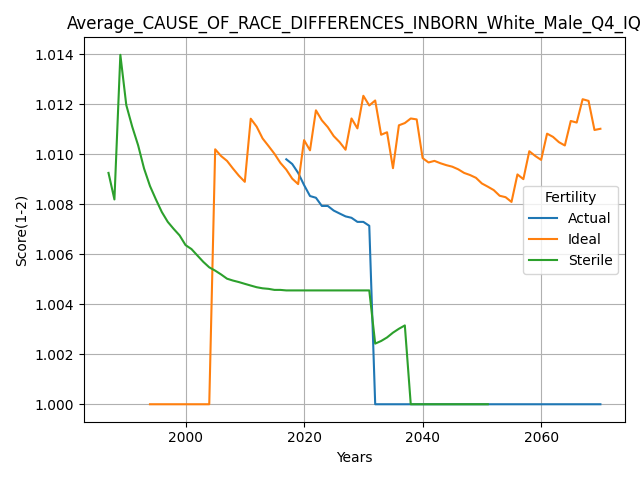 Average_CAUSE_OF_RACE_DIFFERENCES_INBORN_White_Male_Q4_IQ
1.014
1.012
1.010
1.008
1.006
1.004
1.002
1.000
Score(1-2)
Fertility
Actual
Ideal
Sterile
2000
2020
2040
2060
Years